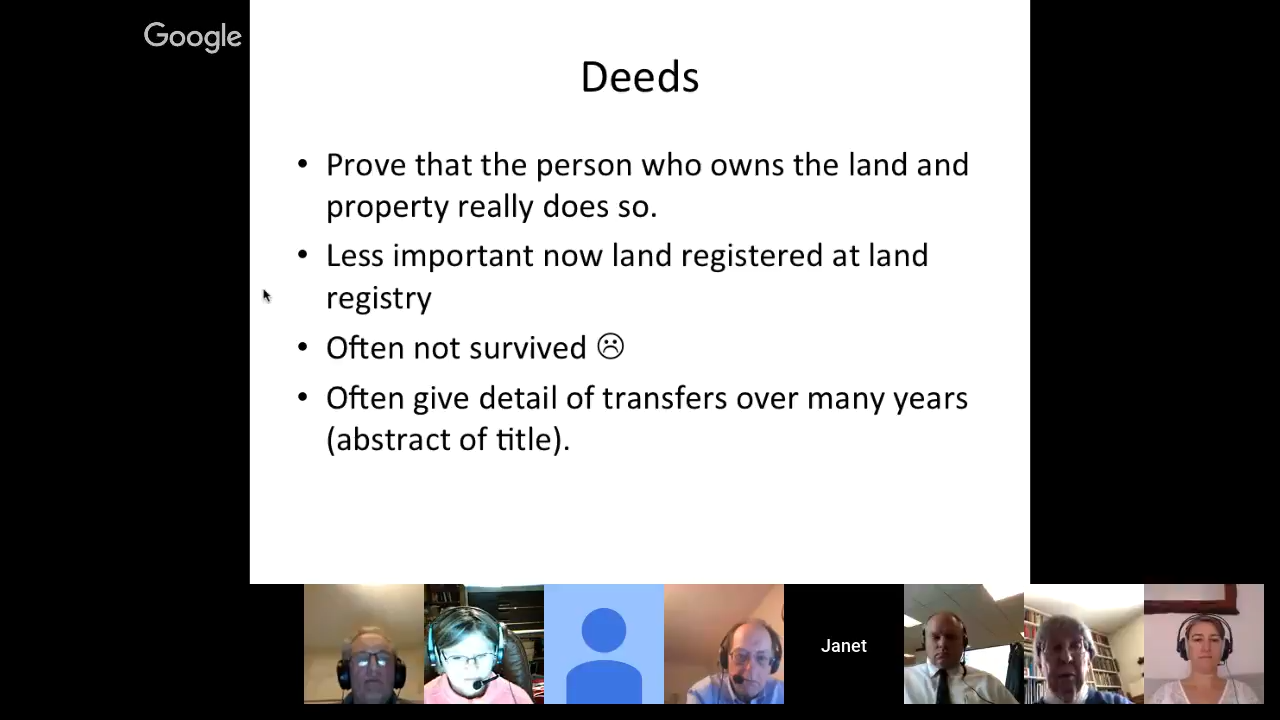 Google
Deeds
• Prove that the person who owns the land and
property really does so.
• Less important now land registered at land
registry
• Often not survived ☹
• Often give detail of transfers over many years
(abstract of title).
Janet